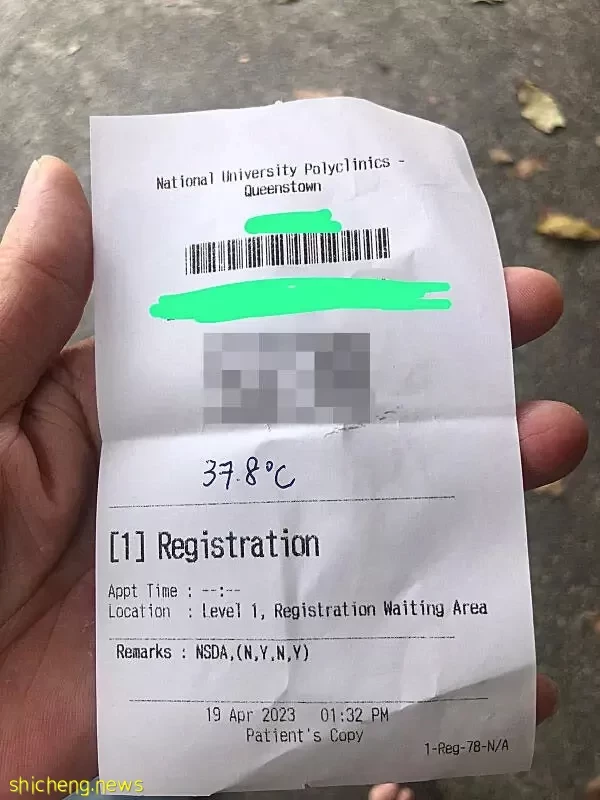 National University Polyclinics -
Queenstown
37.8°C
[1] Registration
Appt Time : --:--
Location : Level 1, Registration Waiting Area
Remarks : NSDA,(N,Y,N,Y)
19 Apr 2023 01:32 PM
Patient's Copy
1-Reg-78-N/A
shicheng.news